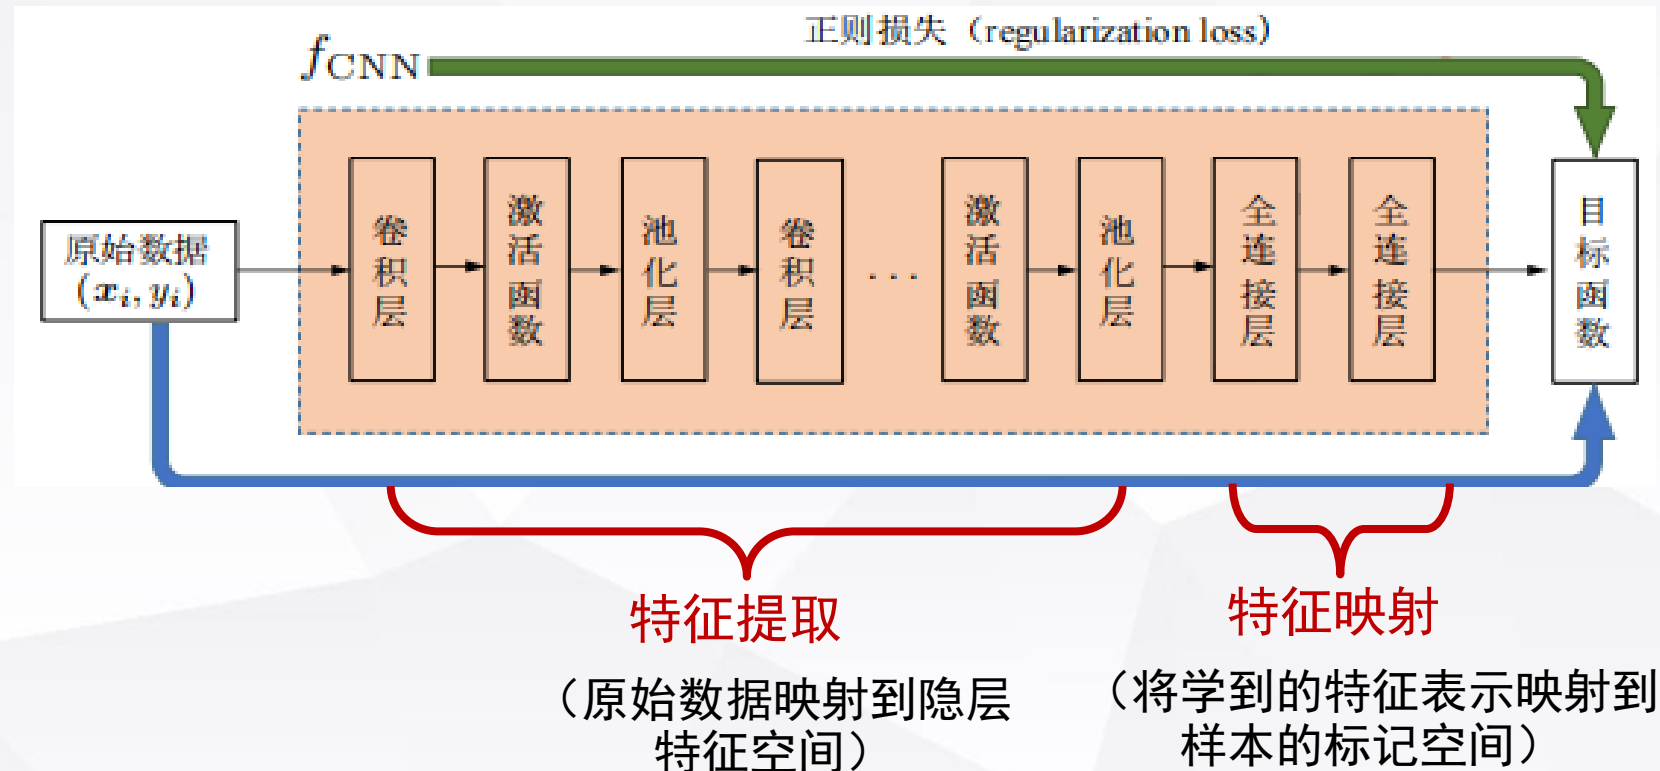 正则损失（regularization loss）
f_CNN
原始数据
(x_i, y_i)
卷积层
激活函数
池化层
卷积层
...
激活函数
池化层
全连接层
全连接层
目标函数
特征提取
（原始数据映射到隐层
特征空间）
特征映射
（将学到的特征表示映射到
样本的标记空间）